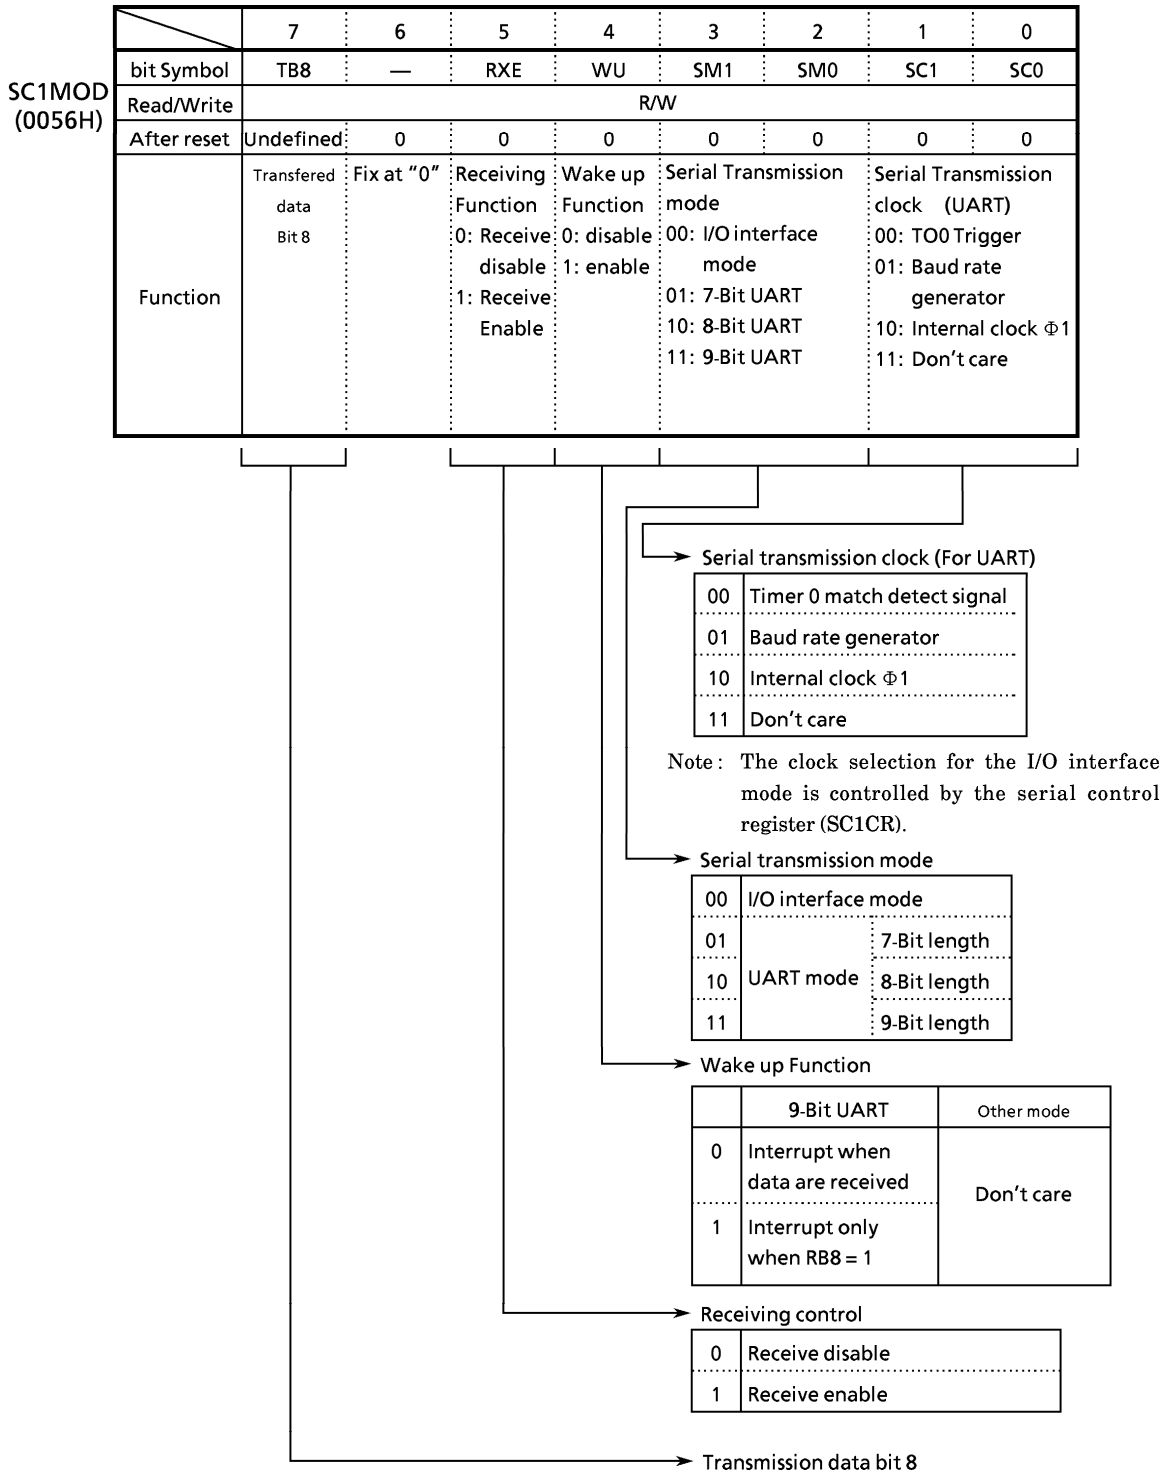 7 6 5 4 3 2 1 0
SC1MOD
(0056H)
bit Symbol TB8 — RXE WU SM1 SM0 SC1 SC0
Read/Write R/W
After reset Undefined 0 0 0 0 0 0 0
Function
Transfered
data
Bit 8
Fix at "0"
Receiving
Function
0: Receive
disable
1: Receive
Enable
Wake up
Function
0: disable
1: enable
Serial Transmission
mode
00: I/O interface
mode
01: 7-Bit UART
10: 8-Bit UART
11: 9-Bit UART
Serial Transmission
clock (UART)
00: TO0 Trigger
01: Baud rate
generator
10: Internal clock Φ1
11: Don't care
Serial transmission clock (For UART)
00 Timer 0 match detect signal
01 Baud rate generator
10 Internal clock Φ1
11 Don't care
Note : The clock selection for the I/O interface
mode is controlled by the serial control
register (SC1CR).
Serial transmission mode
00 I/O interface mode
01 7-Bit length
10 UART mode 8-Bit length
11 9-Bit length
Wake up Function
9-Bit UART Other mode
0 Interrupt when
data are received
1 Interrupt only
when RB8 = 1
Don't care
Receiving control
0 Receive disable
1 Receive enable
Transmission data bit 8